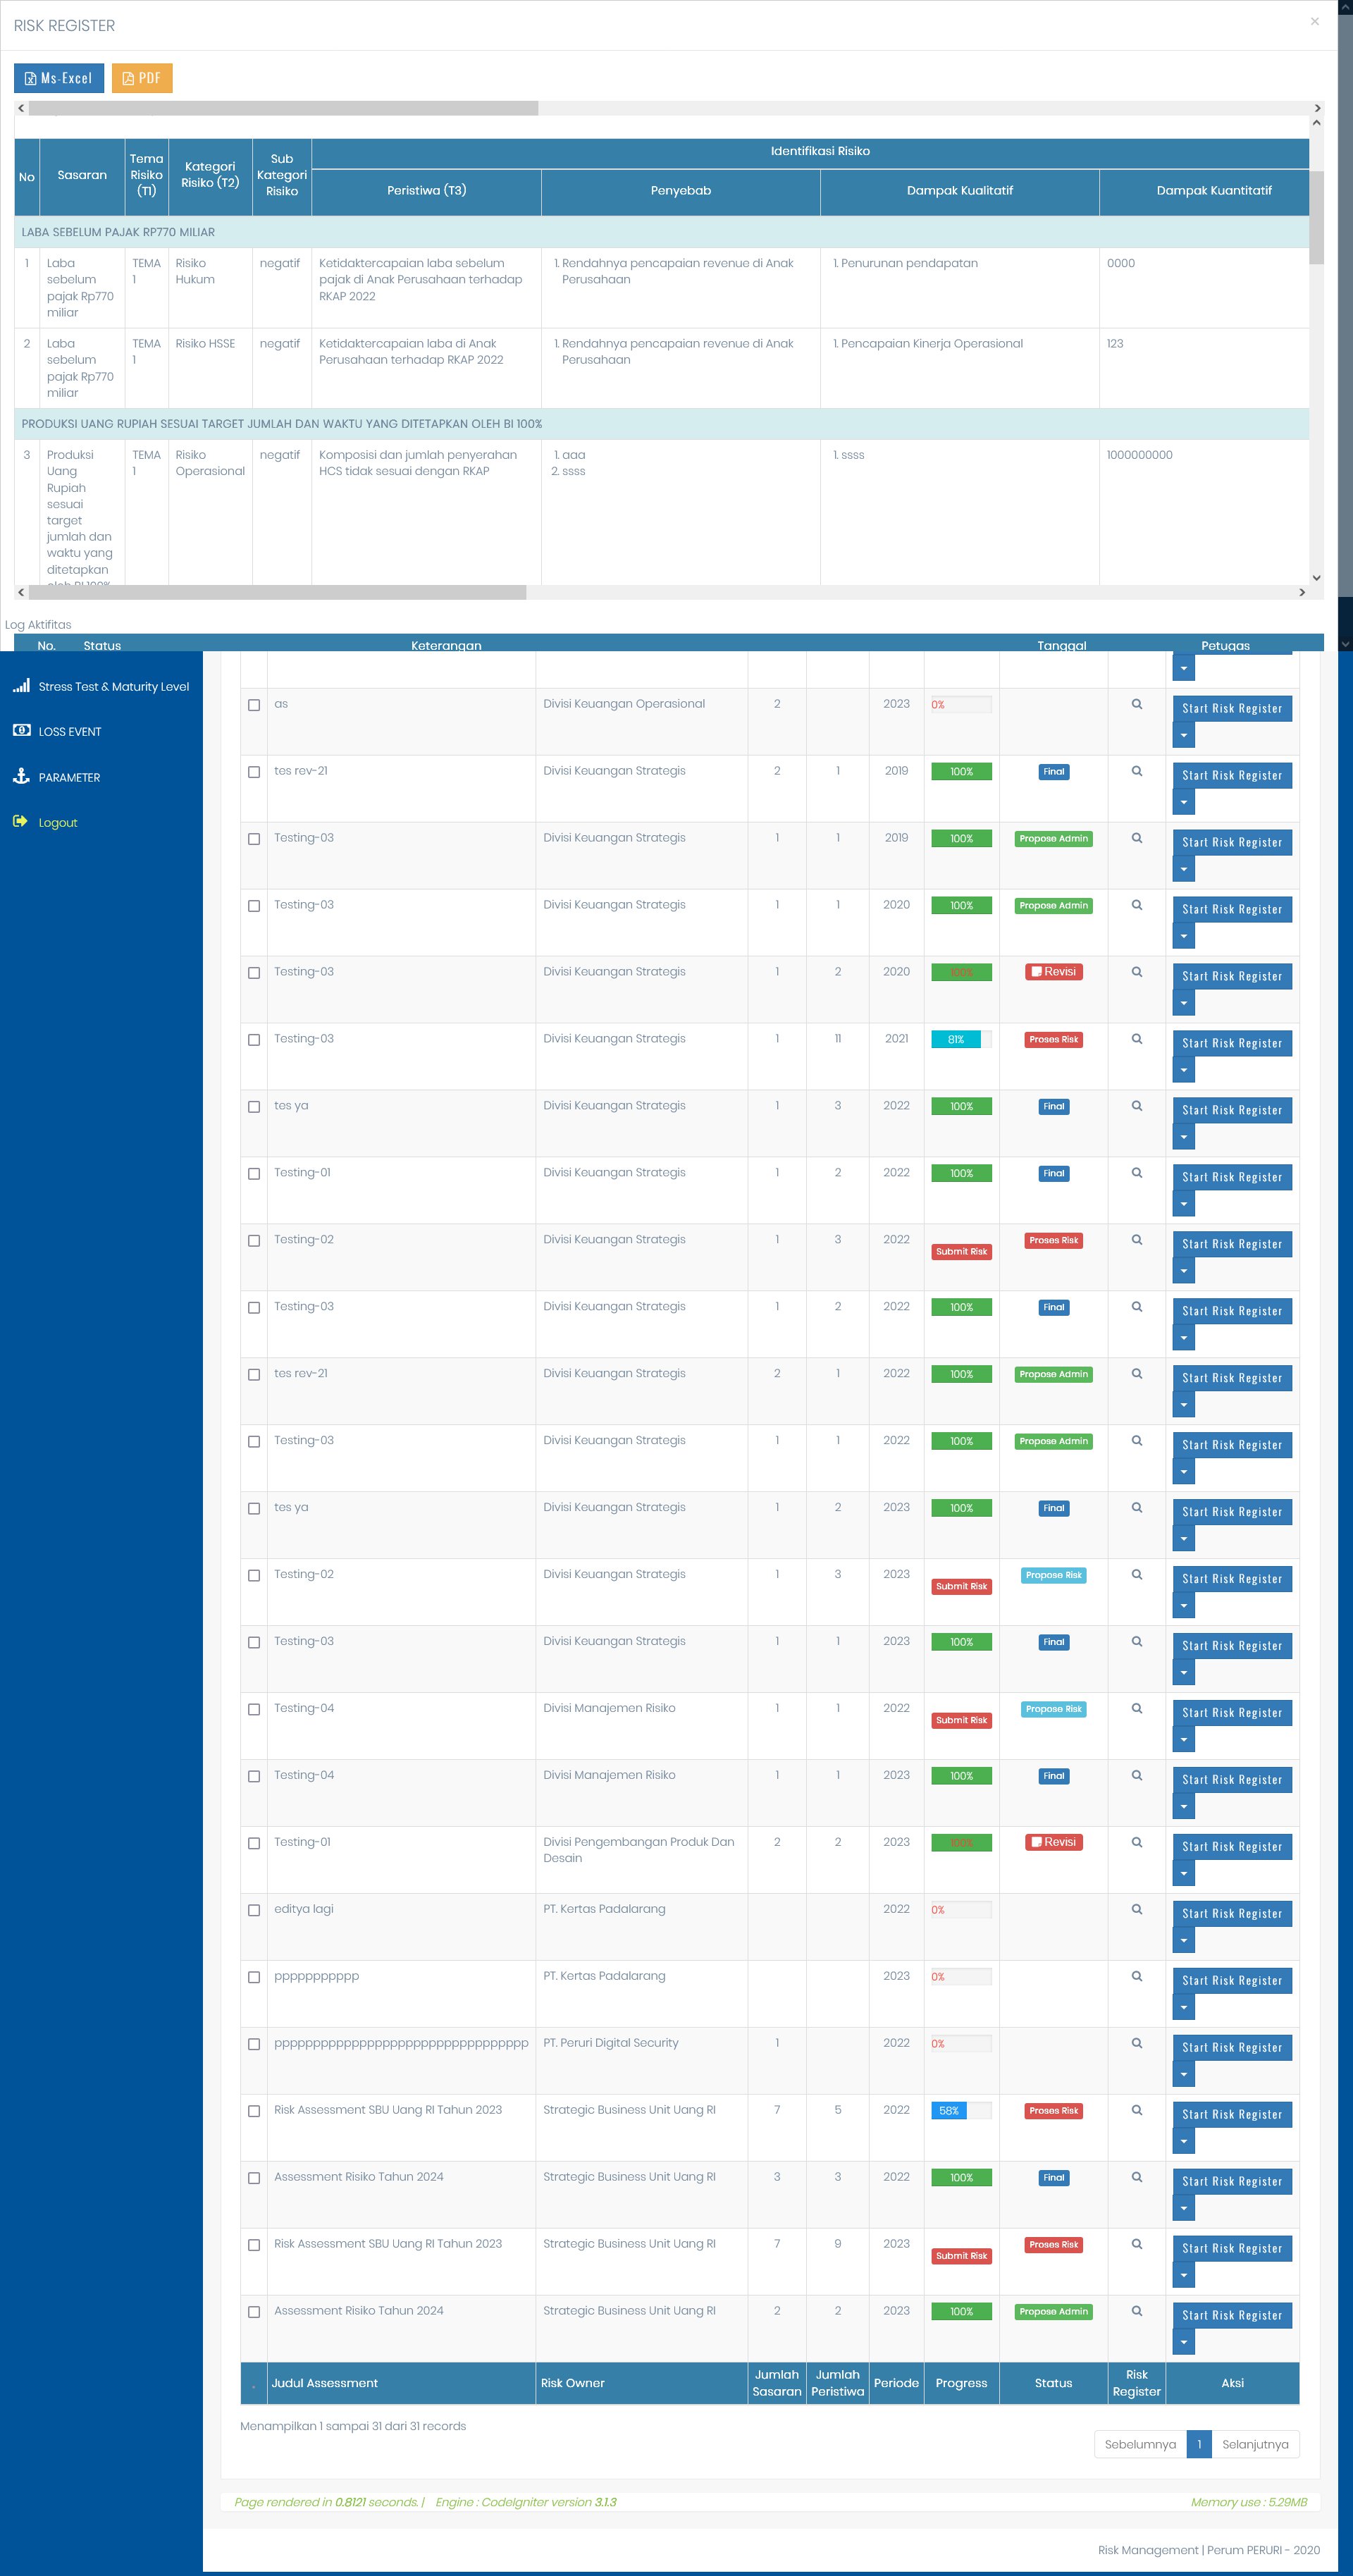 RISK REGISTER
×
Ms-Excel PDF
No Sasaran Tema Risiko (T1) Kategori Risiko (T2) Sub Kategori Risiko Identifikasi Risiko
Peristiwa (T3) Penyebab Dampak Kualitatif Dampak Kuantitatif
LABA SEBELUM PAJAK RP770 MILIAR
1 Laba TEMA Risiko negatif Ketidaktercapaian laba sebelum 1. Rendahnya pencapaian revenue di Anak 1. Penurunan pendapatan 0000
sebelum 1 Hukum pajak di Anak Perusahaan terhadap Perusahaan
pajak Rp770 RKAP 2022
miliar
2 Laba TEMA Risiko HSSE negatif Ketidaktercapaian laba di Anak 1. Rendahnya pencapaian revenue di Anak 1. Pencapaian Kinerja Operasional 123
sebelum 1 Perusahaan terhadap RKAP 2022 Perusahaan
pajak Rp770
miliar
PRODUKSI UANG RUPIAH SESUAI TARGET JUMLAH DAN WAKTU YANG DITETAPKAN OLEH BI 100%
3 Produksi TEMA Risiko negatif Komposisi dan jumlah penyerahan 1. aaa 1. ssss 1000000000
Uang 1 Operasional HCS tidak sesuai dengan RKAP 2. ssss
Rupiah
sesuai
target
jumlah dan
waktu yang
ditetapkan
oleh BI 100%
Log Aktifitas
No. Status Keterangan Tanggal Petugas
Stress Test & Maturity Level
LOSS EVENT
PARAMETER
Logout
as Divisi Keuangan Operasional 2 2023 0% Start Risk Register
tes rev-21 Divisi Keuangan Strategis 2 1 2019 100% Final Start Risk Register
Testing-03 Divisi Keuangan Strategis 1 1 2019 100% Propose Admin Start Risk Register
Testing-03 Divisi Keuangan Strategis 1 1 2020 100% Propose Admin Start Risk Register
Testing-03 Divisi Keuangan Strategis 1 2 2020 100% Revisi Start Risk Register
Testing-03 Divisi Keuangan Strategis 1 11 2021 81% Proses Risk Start Risk Register
tes ya Divisi Keuangan Strategis 1 3 2022 100% Final Start Risk Register
Testing-01 Divisi Keuangan Strategis 1 2 2022 100% Final Start Risk Register
Testing-02 Divisi Keuangan Strategis 1 3 2022 Submit Risk Proses Risk Start Risk Register
Testing-03 Divisi Keuangan Strategis 1 2 2022 100% Final Start Risk Register
tes rev-21 Divisi Keuangan Strategis 2 1 2022 100% Propose Admin Start Risk Register
Testing-03 Divisi Keuangan Strategis 1 1 2022 100% Propose Admin Start Risk Register
tes ya Divisi Keuangan Strategis 1 2 2023 100% Final Start Risk Register
Testing-02 Divisi Keuangan Strategis 1 3 2023 Submit Risk Propose Risk Start Risk Register
Testing-03 Divisi Keuangan Strategis 1 1 2023 100% Final Start Risk Register
Testing-04 Divisi Manajemen Risiko 1 1 2022 Submit Risk Propose Risk Start Risk Register
Testing-04 Divisi Manajemen Risiko 1 1 2023 100% Final Start Risk Register
Testing-01 Divisi Pengembangan Produk Dan 2 2 2023 100% Revisi Start Risk Register
Desain
editya lagi PT. Kertas Padalarang 2022 0% Start Risk Register
ppppppppppp PT. Kertas Padalarang 2023 0% Start Risk Register
ppppppppppppppppppppppppppppppppp PT. Peruri Digital Security 1 2022 0% Start Risk Register
Risk Assessment SBU Uang RI Tahun 2023 Strategic Business Unit Uang RI 7 5 2022 58% Proses Risk Start Risk Register
Assessment Risiko Tahun 2024 Strategic Business Unit Uang RI 3 3 2022 100% Final Start Risk Register
Risk Assessment SBU Uang RI Tahun 2023 Strategic Business Unit Uang RI 7 9 2023 Submit Risk Proses Risk Start Risk Register
Assessment Risiko Tahun 2024 Strategic Business Unit Uang RI 2 2 2023 100% Propose Admin Start Risk Register
Judul Assessment Risk Owner Jumlah Sasaran Jumlah Peristiwa Periode Progress Status Risk Register Aksi
Menampilkan 1 sampai 31 dari 31 records
Sebelumnya 1 Selanjutnya
Page rendered in 0.8121 seconds. | Engine : CodeIgniter version 3.1.3 Memory use : 5.29MB
Risk Management | Perum PERURI - 2020